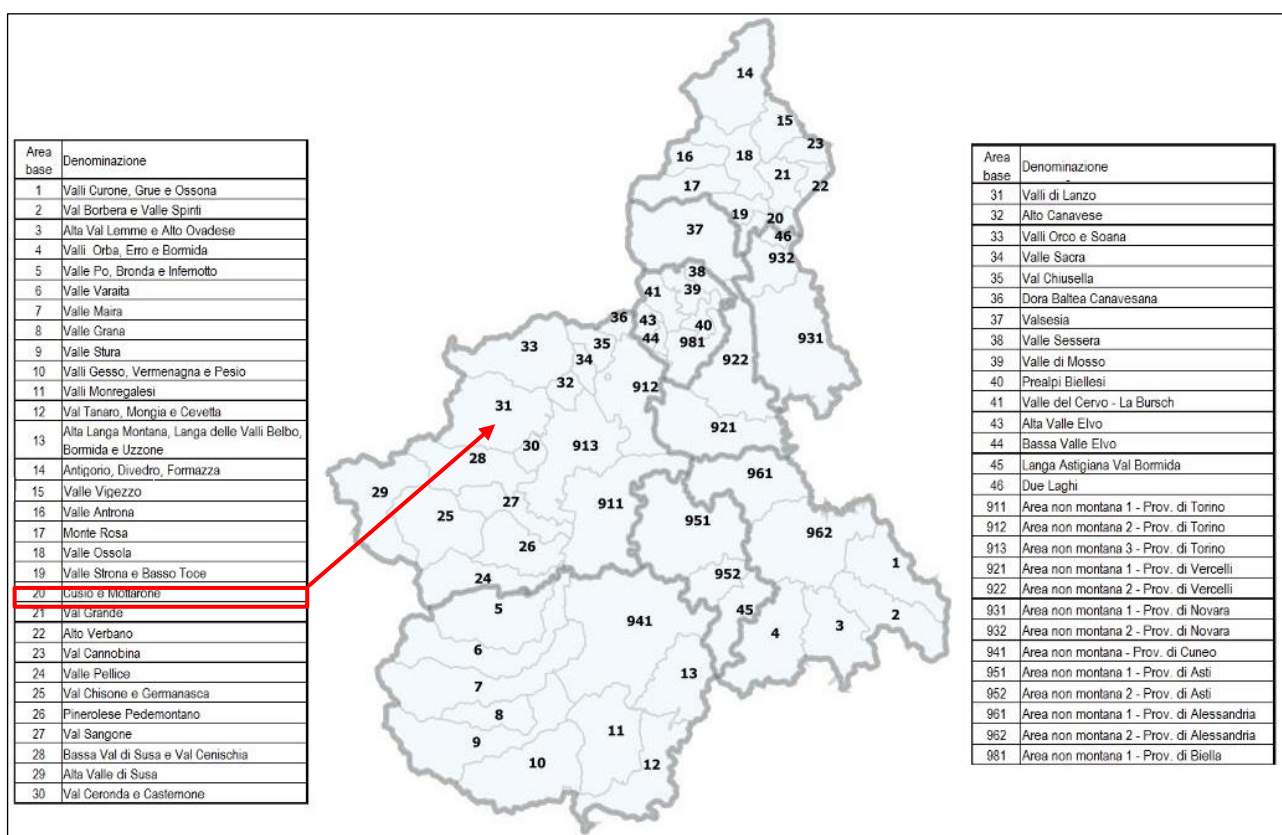 Area base Denominazione
1 Valli Curone, Grue e Ossona
2 Val Borbera e Valle Spinti
3 Alta Val Lemme e Alto Ovadese
4 Valli Orba, Erro e Bormida
5 Valle Po, Bronda e Infernotto
6 Valle Varaita
7 Valle Maira
8 Valle Grana
9 Valle Stura
10 Valli Gesso, Vermenagna e Pesio
11 Valli Monregalesi
12 Val Tanaro, Mongia e Cevetta
13 Alta Langa Montana, Langa delle Valli Belbo,
Bormida e Uzzone
14 Antigorio, Divedro, Formazza
15 Valle Vigezzo
16 Valle Antrona
17 Monte Rosa
18 Valle Ossola
19 Valle Strona e Basso Toce
20 Cusio e Mottarone
21 Val Grande
22 Alto Verbano
23 Val Cannobina
24 Valle Pellice
25 Val Chisone e Germanasca
26 Pinerolese Pedemontano
27 Val Sangone
28 Bassa Val di Susa e Val Cenischia
29 Alta Valle di Susa
30 Val Ceronda e Casternone
14
15
23
16
18
21
17
22
19
20
46
37
932
38
41
39
36
43
40
931
35
44
981
33
34
922
32
912
31
921
30
913
28
961
29
27
911
25
951
962
26
1
24
952
5
45
2
941
4
3
6
13
7
8
11
9
10
12
Area base Denominazione
31 Valli di Lanzo
32 Alto Canavese
33 Valli Orco e Soana
34 Valle Sacra
35 Val Chiusella
36 Dora Baltea Canavesana
37 Valsesia
38 Valle Sessera
39 Valle di Mosso
40 Prealpi Biellesi
41 Valle del Cervo - La Bursch
43 Alta Valle Elvo
44 Bassa Valle Elvo
45 Langa Astigiana Val Bormida
46 Due Laghi
911 Area non montana 1 - Prov. di Torino
912 Area non montana 2 - Prov. di Torino
913 Area non montana 3 - Prov. di Torino
921 Area non montana 1 - Prov. di Vercelli
922 Area non montana 2 - Prov. di Vercelli
931 Area non montana 1 - Prov. di Novara
932 Area non montana 2 - Prov. di Novara
941 Area non montana - Prov. di Cuneo
951 Area non montana 1 - Prov. di Asti
952 Area non montana 2 - Prov. di Asti
961 Area non montana 1 - Prov. di Alessandria
962 Area non montana 2 - Prov. di Alessandria
981 Area non montana 1 - Prov. di Biella